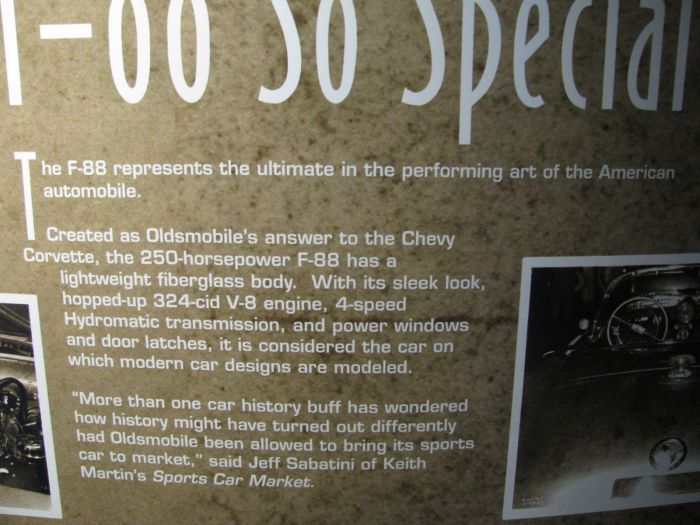 F-88 So Special
The F-88 represents the ultimate in the performing art of the American
automobile.
Created as Oldsmobile's answer to the Chevy
Corvette, the 250-horsepower F-88 has a
lightweight fiberglass body. With its sleek look,
hopped-up 324-cid V-8 engine, 4-speed
Hydromatic transmission, and power windows
and door latches, it is considered the car on
which modern car designs are modeled.
"More than one car history buff has wondered
how history might have turned out differently
had Oldsmobile been allowed to bring its sports
car to market," said Jeff Sabatini of Keith
Martin's Sports Car Market.